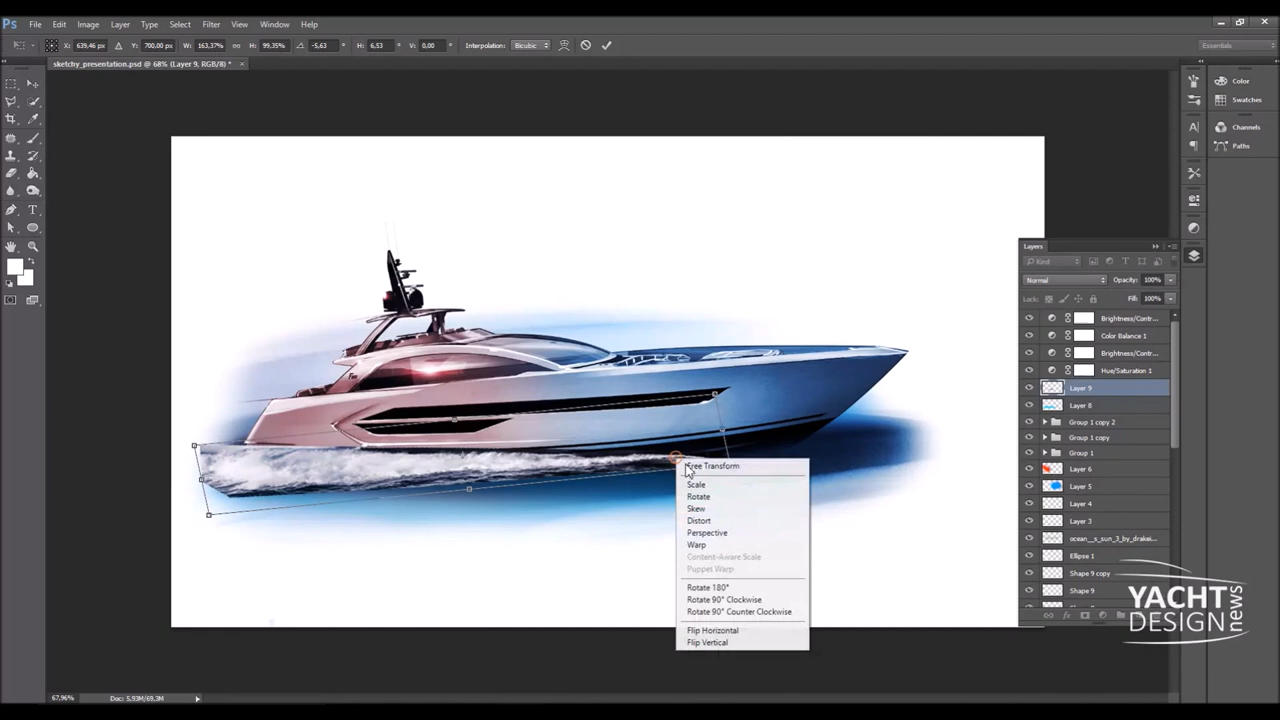 Ps File Edit Image Layer Type Select Filter View Window Help
X: 639,46 px Y: 700,00 px W: 163,37% H: 99,35% -5,63 ° H: 6,53 ° V: 0,00 ° Interpolation: Bicubic Essentials
sketchy_presentation.psd @ 68% (Layer 9, RGB/8) * ×
Color
Swatches
Channels
Paths
Layers
Kind
Normal Opacity: 100%
Lock: Fill: 100%
Brightness/Contr...
Color Balance 1
Brightness/Contr...
Hue/Saturation 1
Layer 9
Layer 8
Group 1 copy 2
Group 1 copy
Group 1
Layer 6
Layer 5
Layer 4
Layer 3
ocean__s_sun_3_by_drakei...
Ellipse 1
Shape 9 copy
Shape 9
Free Transform
Scale
Rotate
Skew
Distort
Perspective
Warp
Content-Aware Scale
Puppet Warp
Rotate 180°
Rotate 90° Clockwise
Rotate 90° Counter Clockwise
Flip Horizontal
Flip Vertical
YACHT
DESIGN
news
67,96% Doc: 5,93M/69,3M